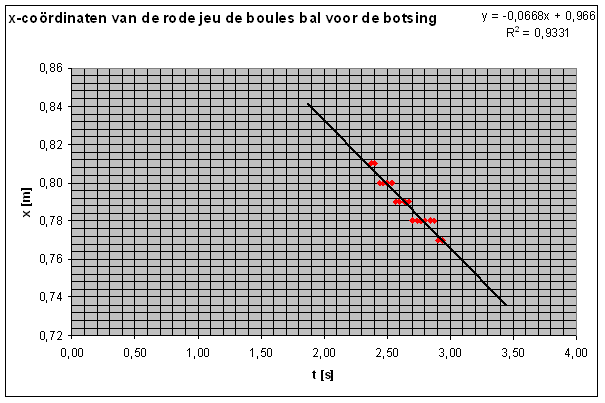 x-coördinaten van de rode jeu de boules bal voor de botsing
y = -0,0668x + 0,966
R² = 0,9331
0,86
0,84
0,82
0,80
0,78
0,76
0,74
0,72
x [m]
0,00 0,50 1,00 1,50 2,00 2,50 3,00 3,50 4,00
t [s]